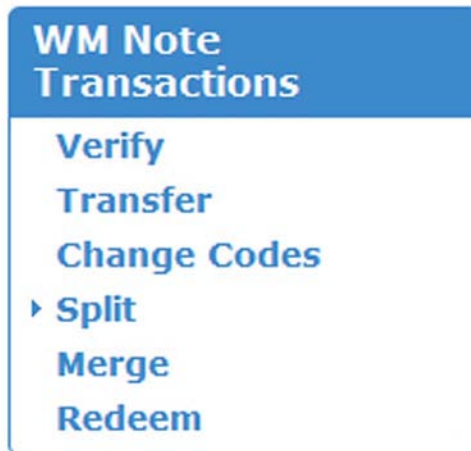 WM Note
Transactions
Verify
Transfer
Change Codes
Split
Merge
Redeem